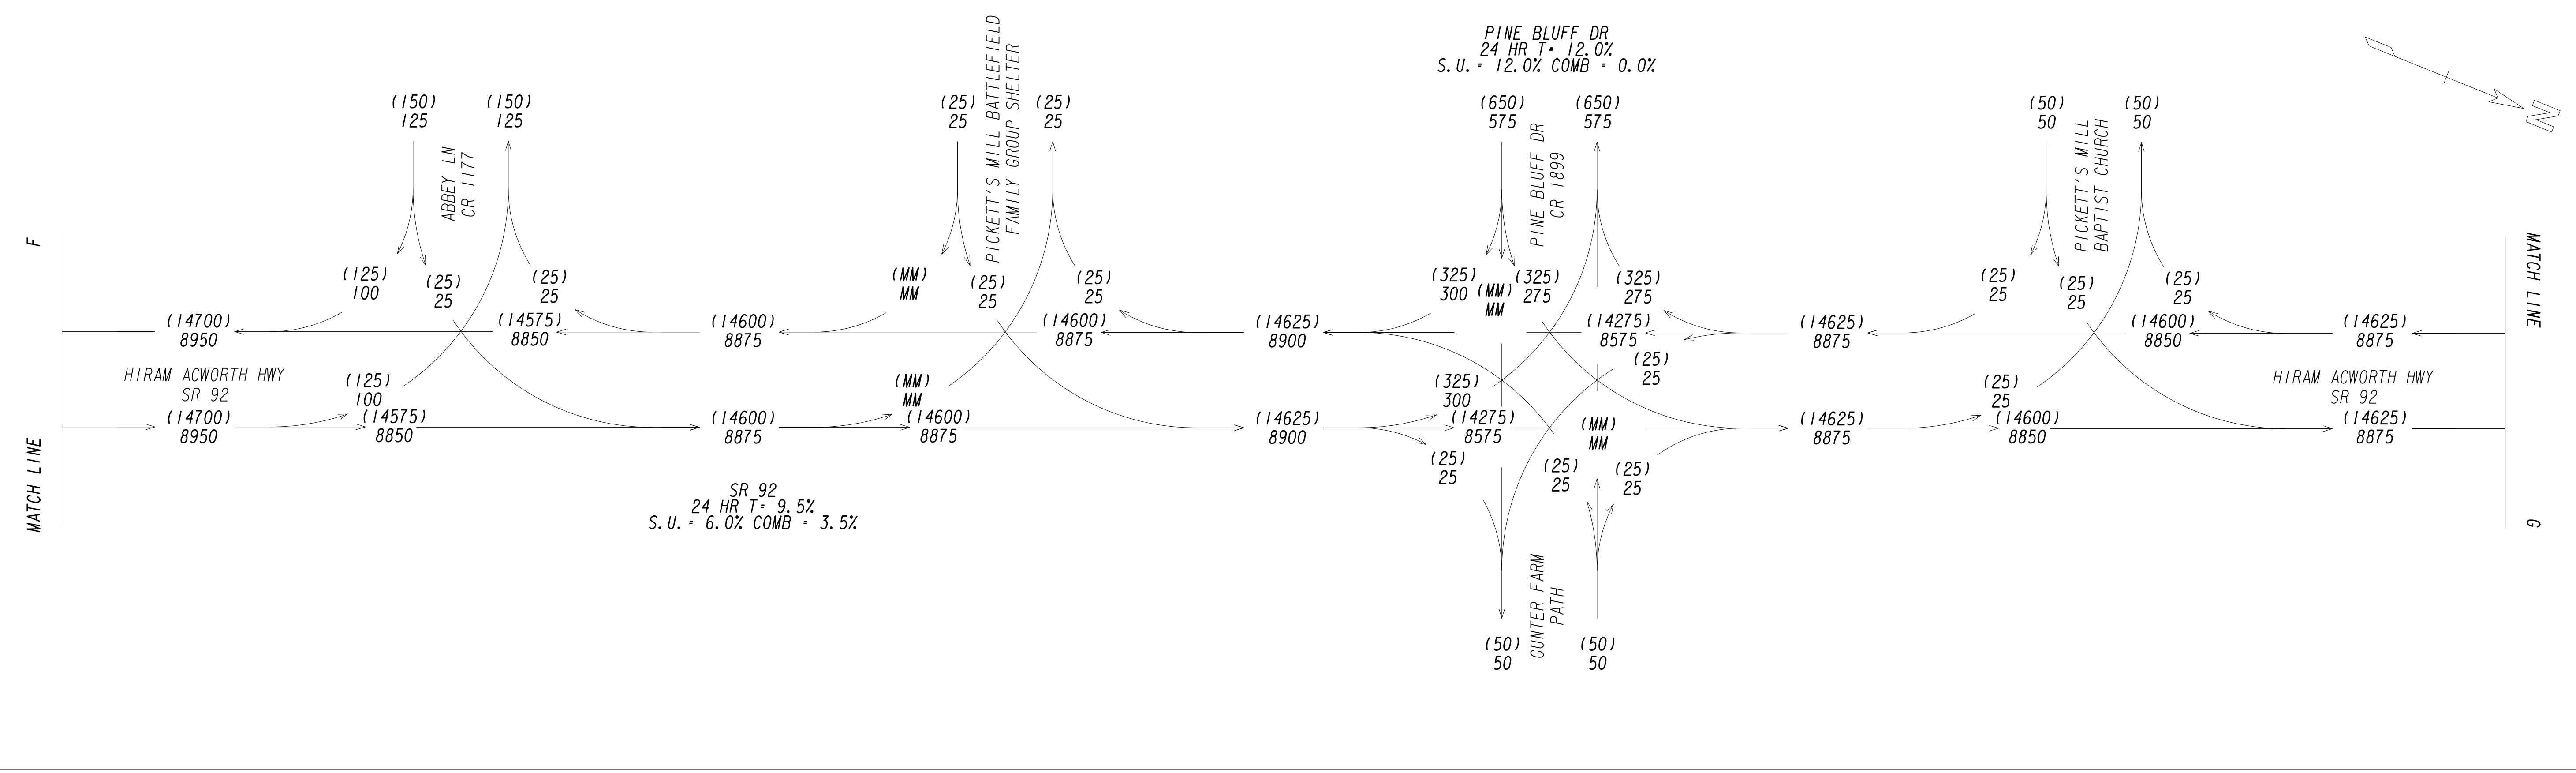 PINE BLUFF DR
24 HR T= 12.0%
S.U.= 12.0% COMB = 0.0%
N
(150)
125
(150)
125
ABBEY LN
CR 1177
(25)
25
(25)
25
PICKETT'S MILL BATTLEFIELD
FAMILY GROUP SHELTER
(650)
575
(650)
575
PINE BLUFF DR
CR 1899
(50)
50
(50)
50
PICKETT'S MILL
BAPTIST CHURCH
F
MATCH LINE
(125)
100
(25)
25
(25)
25
(MM)
MM
(25)
25
(25)
25
(325)
300
(MM)
MM
(325)
275
(325)
275
(25)
25
(25)
25
(25)
25
(14700)
8950
(14575)
8850
(14600)
8875
(14600)
8875
(14625)
8900
(14275)
8575
(14625)
8875
(14600)
8850
(14625)
8875
HIRAM ACWORTH HWY
SR 92
(125)
100
(MM)
MM
(325)
300
(25)
25
(25)
25
HIRAM ACWORTH HWY
SR 92
(14700)
8950
(14575)
8850
(14600)
8875
(14600)
8875
(14625)
8900
(14275)
8575
(MM)
MM
(14625)
8875
(14600)
8850
(14625)
8875
MATCH LINE
G
(25)
25
(25)
25
(25)
25
SR 92
24 HR T= 9.5%
S.U.= 6.0% COMB = 3.5%
GUNTER FARM
PATH
(50)
50
(50)
50